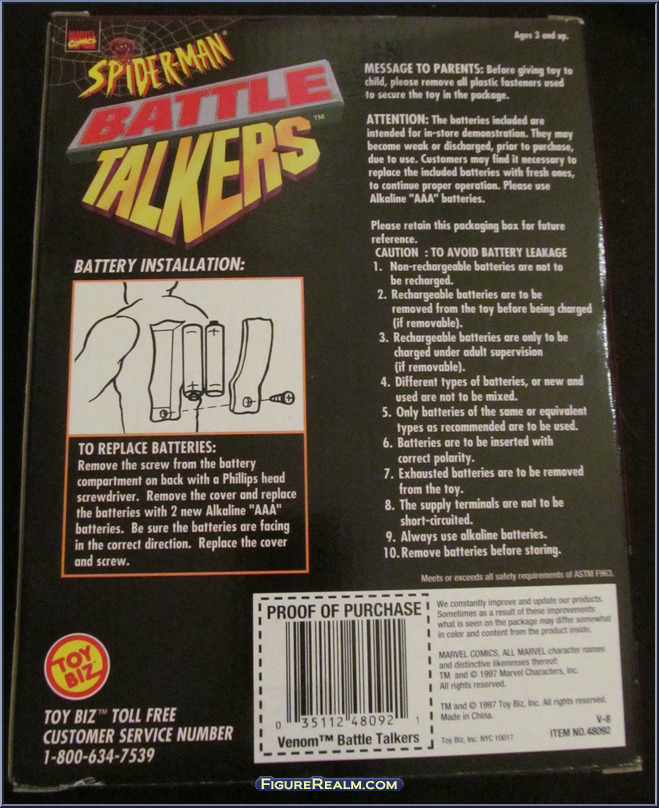 MARVEL
COMICS
Ages 3 and up.
SPIDER-MAN
BATTLE
TALKERS™
MESSAGE TO PARENTS: Before giving toy to
child, please remove all plastic fasteners used
to secure the toy in the package.
ATTENTION: The batteries included are
intended for in-store demonstration. They may
become weak or discharged, prior to purchase,
due to use. Customers may find it necessary to
replace the included batteries with fresh ones,
to continue proper operation. Please use
Alkaline "AAA" batteries.
Please retain this packaging box for future
reference.
CAUTION : TO AVOID BATTERY LEAKAGE
1. Non-rechargeable batteries are not to
be recharged.
2. Rechargeable batteries are to be
removed from the toy before being charged
(if removable).
3. Rechargeable batteries are only to be
charged under adult supervision
(if removable).
4. Different types of batteries, or new and
used are not to be mixed.
5. Only batteries of the same or equivalent
types as recommended are to be used.
6. Batteries are to be inserted with
correct polarity.
7. Exhausted batteries are to be removed
from the toy.
8. The supply terminals are not to be
short-circuited.
9. Always use alkaline batteries.
10. Remove batteries before storing.
Meets or exceeds all safety requirements of ASTM F963.
BATTERY INSTALLATION:
TO REPLACE BATTERIES:
Remove the screw from the battery
compartment on back with a Phillips head
screwdriver. Remove the cover and replace
the batteries with 2 new Alkaline "AAA"
batteries. Be sure the batteries are facing
in the correct direction. Replace the cover
and screw.
TOY
BIZ
TOY BIZ™ TOLL FREE
CUSTOMER SERVICE NUMBER
1-800-634-7539
PROOF OF PURCHASE
0 35112 48092 1
Venom™ Battle Talkers
We constantly improve and update our products.
Sometimes as a result of these improvements
what is seen on the package may differ somewhat
in color and content from the product inside.
MARVEL COMICS, ALL MARVEL character names
and distinctive likenesses thereof:
TM and © 1997 Marvel Characters, Inc.
All rights reserved.
TM and © 1997 Toy Biz, Inc. All rights reserved.
Made in China.
V-8
Toy Biz, Inc. NYC 10017
ITEM NO.48092
FIGUREREALM.COM